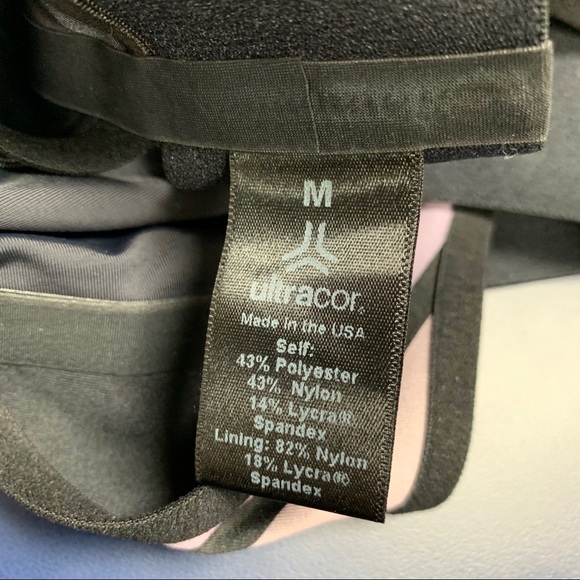 M
ultracor®
Made in the USA
Self:
43% Polyester
43% Nylon
14% Lycra®
Spandex
Lining: 82% Nylon
18% Lycra®
Spandex